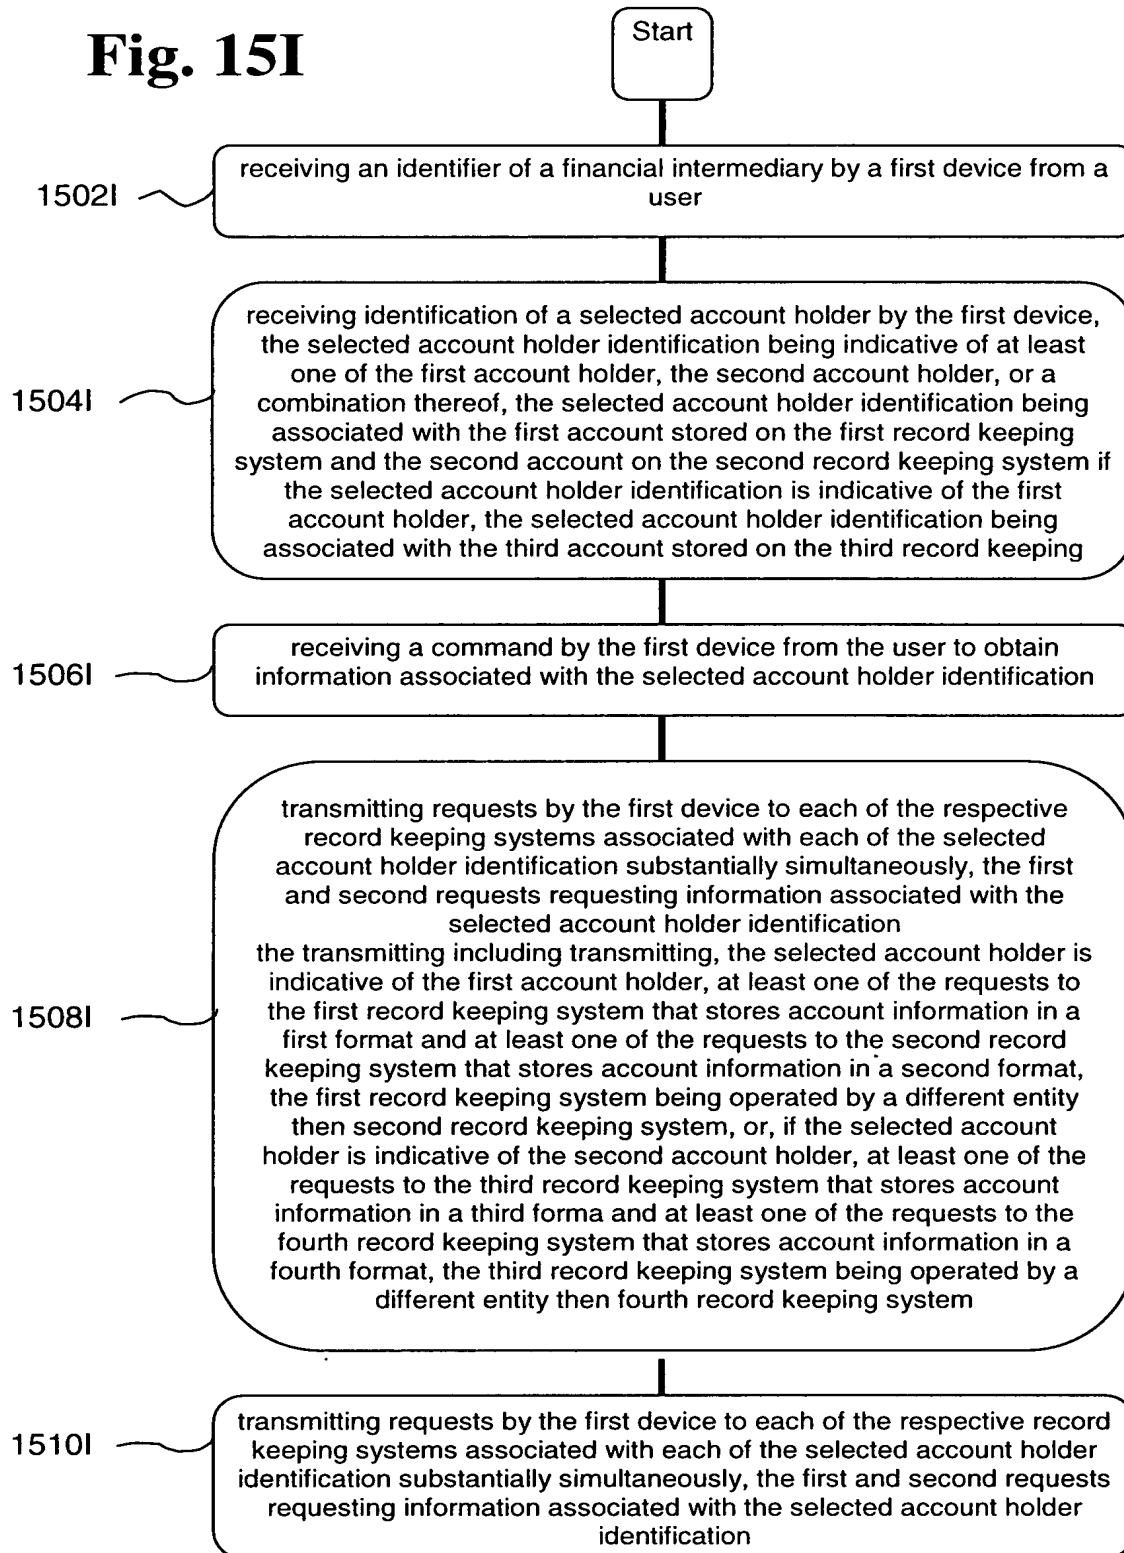 Fig. 15I
Start
1502I
receiving an identifier of a financial intermediary by a first device from a
user
1504I
receiving identification of a selected account holder by the first device,
the selected account holder identification being indicative of at least
one of the first account holder, the second account holder, or a
combination thereof, the selected account holder identification being
associated with the first account stored on the first record keeping
system and the second account on the second record keeping system if
the selected account holder identification is indicative of the first
account holder, the selected account holder identification being
associated with the third account stored on the third record keeping
1506I
receiving a command by the first device from the user to obtain
information associated with the selected account holder identification
1508I
transmitting requests by the first device to each of the respective
record keeping systems associated with each of the selected
account holder identification substantially simultaneously, the first
and second requests requesting information associated with the
selected account holder identification
the transmitting including transmitting, the selected account holder is
indicative of the first account holder, at least one of the requests to
the first record keeping system that stores account information in a
first format and at least one of the requests to the second record
keeping system that stores account information in a second format,
the first record keeping system being operated by a different entity
then second record keeping system, or, if the selected account
holder is indicative of the second account holder, at least one of the
requests to the third record keeping system that stores account
information in a third forma and at least one of the requests to the
fourth record keeping system that stores account information in a
fourth format, the third record keeping system being operated by a
different entity then fourth record keeping system
1510I
transmitting requests by the first device to each of the respective record
keeping systems associated with each of the selected account holder
identification substantially simultaneously, the first and second requests
requesting information associated with the selected account holder
identification